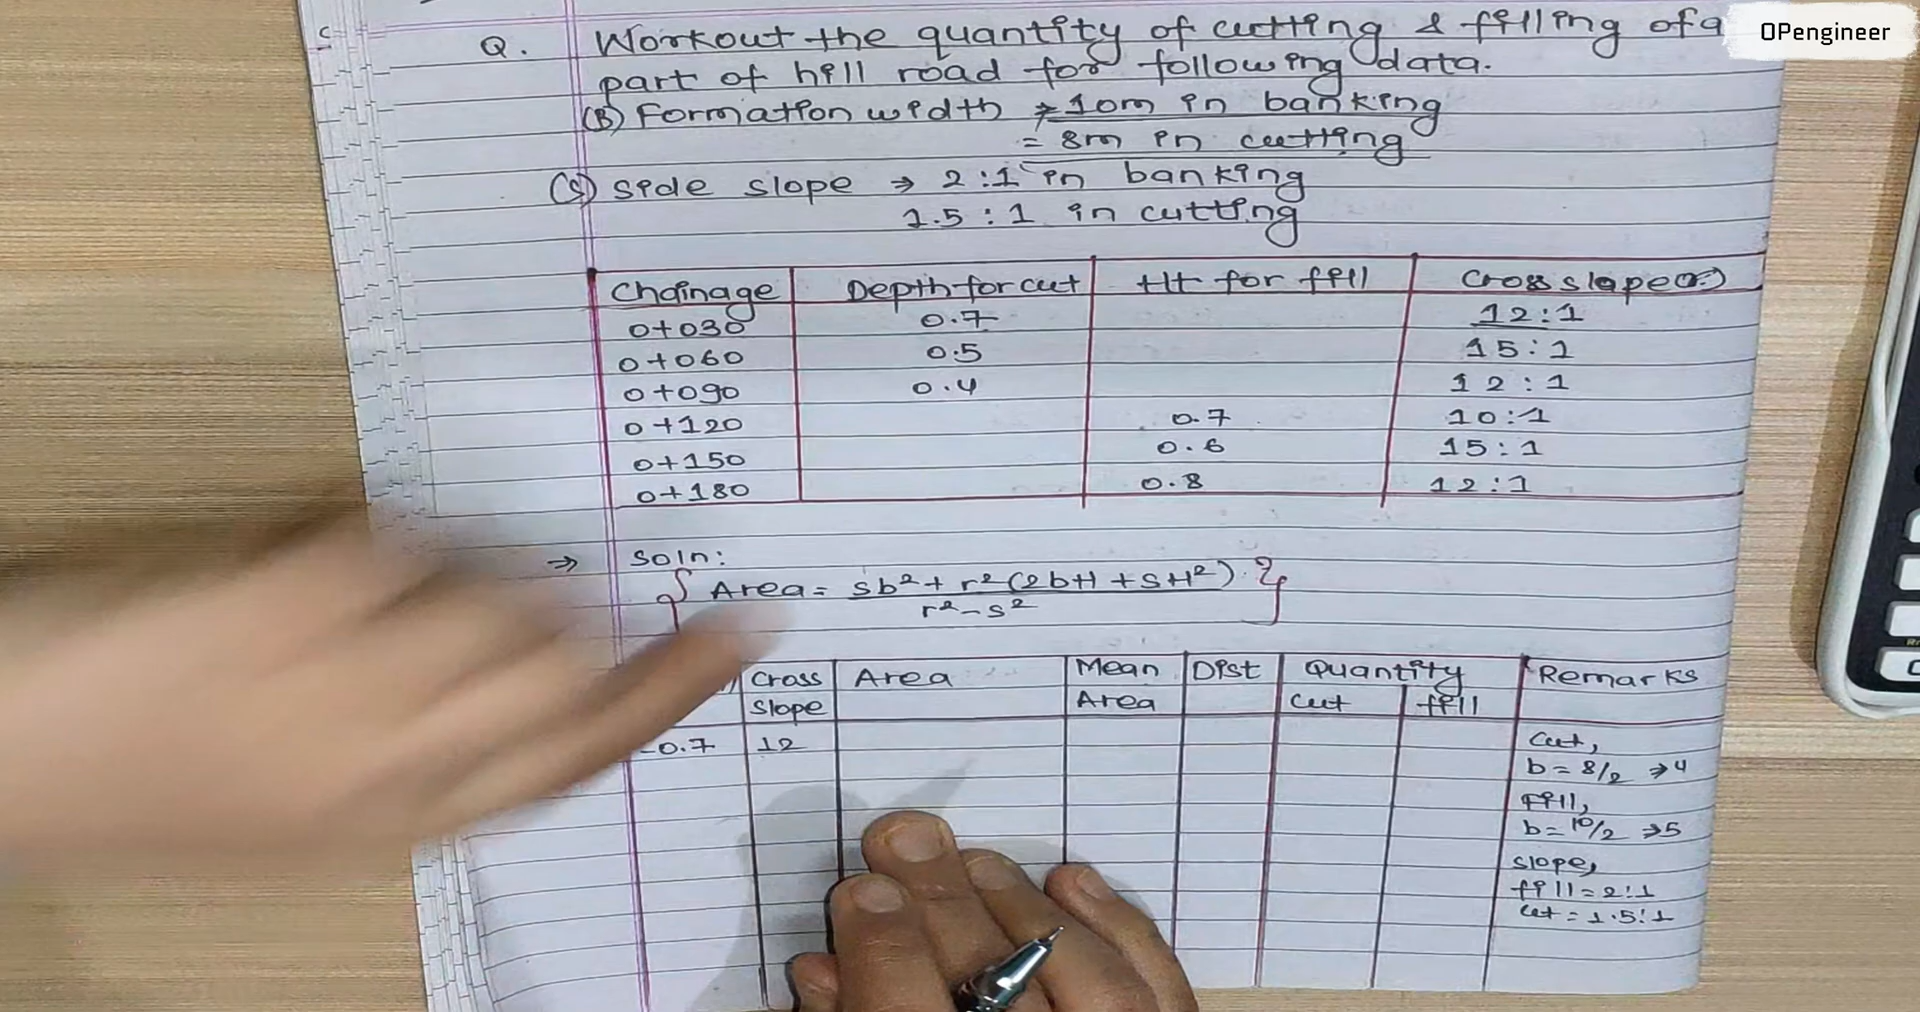 OPengineer
Q. Workout the quantity of cutting & filling of a
part of hill road for following data.
(B) Formation width → 10m in banking
= 8m in cutting
(S) side slope → 2:1 in banking
1.5 : 1 in cutting
Chainage Depth for cut Ht for fill Cross slope (r)
0+030 0.7 12:1
0+060 0.5 15:1
0+090 0.4 12:1
0+120 0.7 10:1
0+150 0.6 15:1
0+180 0.8 12:1
⇒ Soln:
{ Area = sb² + r²(2bH + sH²) }
r² - s²
Cross Area Mean Dist Quantity Remarks
Slope Area Cut fill
-0.7 12 Cut,
b = 8/2 → 4
Fill,
b = 10/2 → 5
slope,
fill = 2:1
cut = 1.5:1